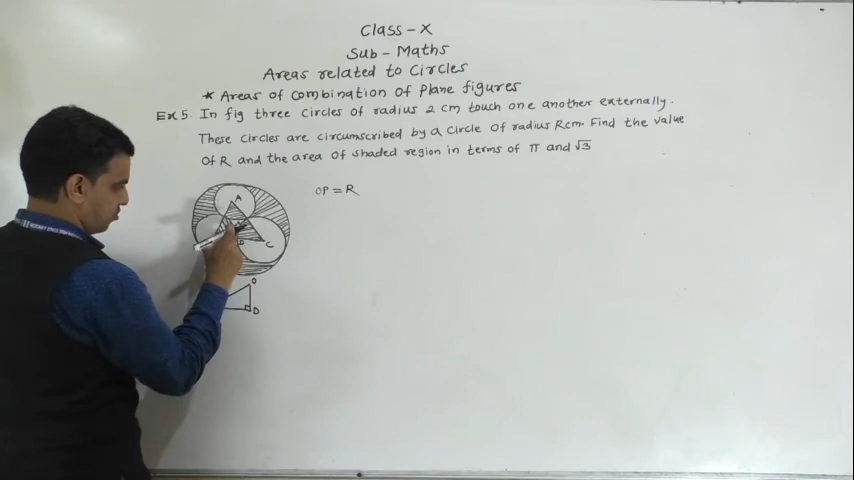 Class - X
Sub - Maths
Areas related to Circles
* Areas of Combination of Plane figures
Ex 5. In fig three Circles of radius 2 cm touch one another externally.
These Circles are circumscribed by a Circle of radius R cm. Find the value
Of R and the area of shaded region in terms of π and √3
OP = R
A
D
C
O
D